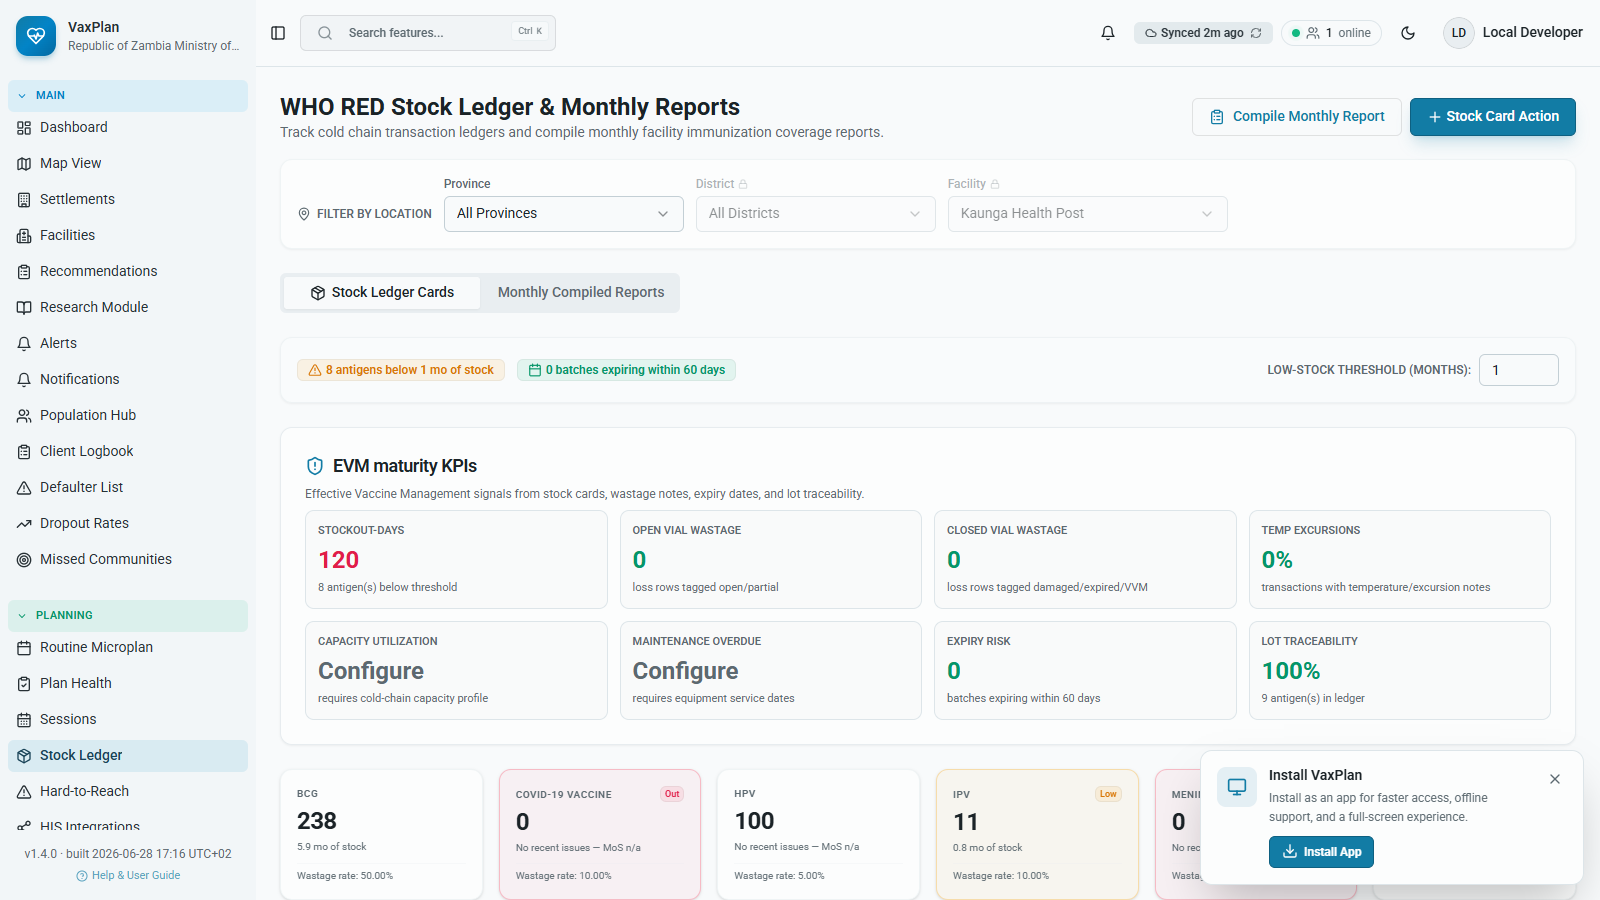 VaxPlan
Republic of Zambia Ministry of...
Search features...
Ctrl K
Synced 2m ago
1 online
LD
Local Developer
MAIN
Dashboard
Map View
Settlements
Facilities
Recommendations
Research Module
Alerts
Notifications
Population Hub
Client Logbook
Defaulter List
Dropout Rates
Missed Communities
PLANNING
Routine Microplan
Plan Health
Sessions
Stock Ledger
Hard-to-Reach
HIS Integrations
v1.4.0 · built 2026-06-28 17:16 UTC+02
Help & User Guide
WHO RED Stock Ledger & Monthly Reports
Track cold chain transaction ledgers and compile monthly facility immunization coverage reports.
Compile Monthly Report
Stock Card Action
FILTER BY LOCATION
Province
All Provinces
District
All Districts
Facility
Kaunga Health Post
Stock Ledger Cards
Monthly Compiled Reports
8 antigens below 1 mo of stock
0 batches expiring within 60 days
LOW-STOCK THRESHOLD (MONTHS):
1
EVM maturity KPIs
Effective Vaccine Management signals from stock cards, wastage notes, expiry dates, and lot traceability.
STOCKOUT-DAYS
120
8 antigen(s) below threshold
OPEN VIAL WASTAGE
0
loss rows tagged open/partial
CLOSED VIAL WASTAGE
0
loss rows tagged damaged/expired/VVM
TEMP EXCURSIONS
0%
transactions with temperature/excursion notes
CAPACITY UTILIZATION
Configure
requires cold-chain capacity profile
MAINTENANCE OVERDUE
Configure
requires equipment service dates
EXPIRY RISK
0
batches expiring within 60 days
LOT TRACEABILITY
100%
9 antigen(s) in ledger
BCG
238
5.9 mo of stock
Wastage rate: 50.00%
COVID-19 VACCINE
Out
0
No recent issues — MoS n/a
Wastage rate: 10.00%
HPV
100
No recent issues — MoS n/a
Wastage rate: 5.00%
IPV
Low
11
0.8 mo of stock
Wastage rate: 10.00%
0
Install VaxPlan
Install as an app for faster access, offline
support, and a full-screen experience.
Install App